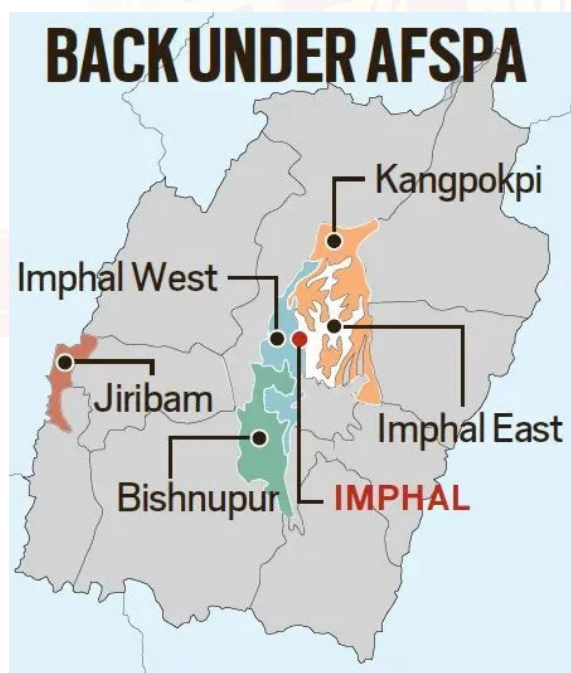 BACK UNDER AFSPA
Kangpokpi
Imphal West
Jiribam
Imphal East
Bishnupur
IMPHAL